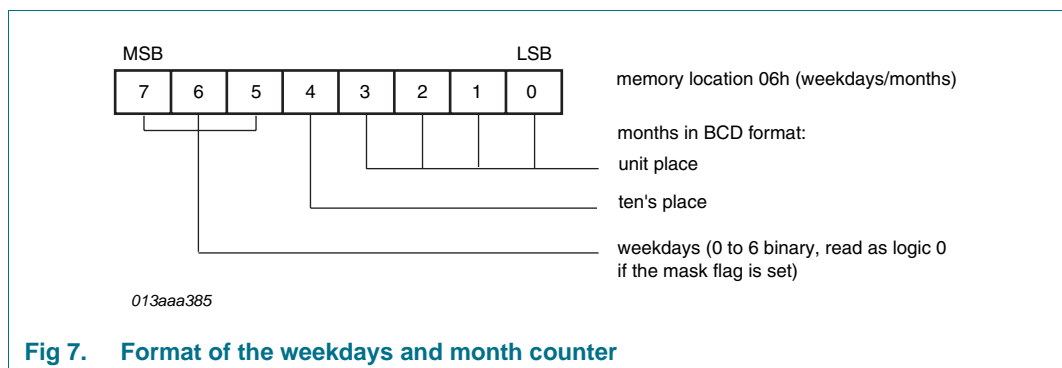 MSB LSB
7 6 5 4 3 2 1 0
memory location 06h (weekdays/months)
months in BCD format:
unit place
ten's place
weekdays (0 to 6 binary, read as logic 0
if the mask flag is set)
013aaa385
Fig 7. Format of the weekdays and month counter